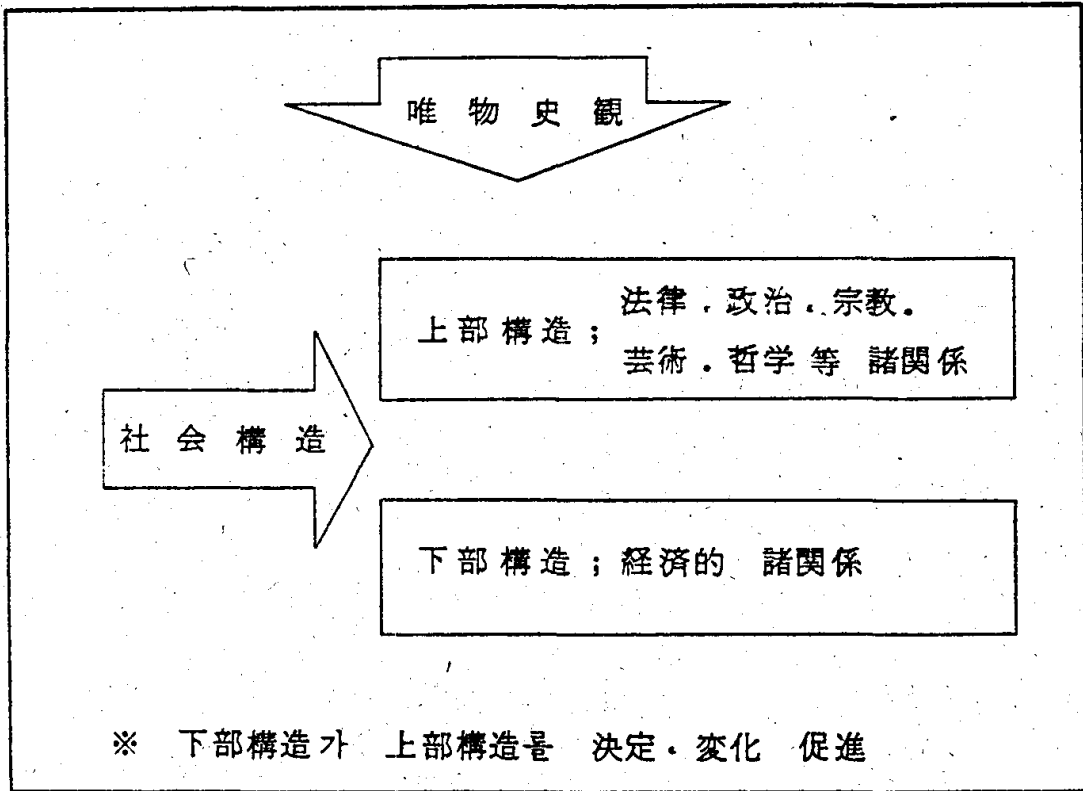 唯物史観
上部構造 ; 法律 . 政治 . 宗教 .
芸術 . 哲学 等 諸関係
社会構造
下部構造 ; 経済的 諸関係
※ 下部構造가 上部構造를 決定 · 変化 促進